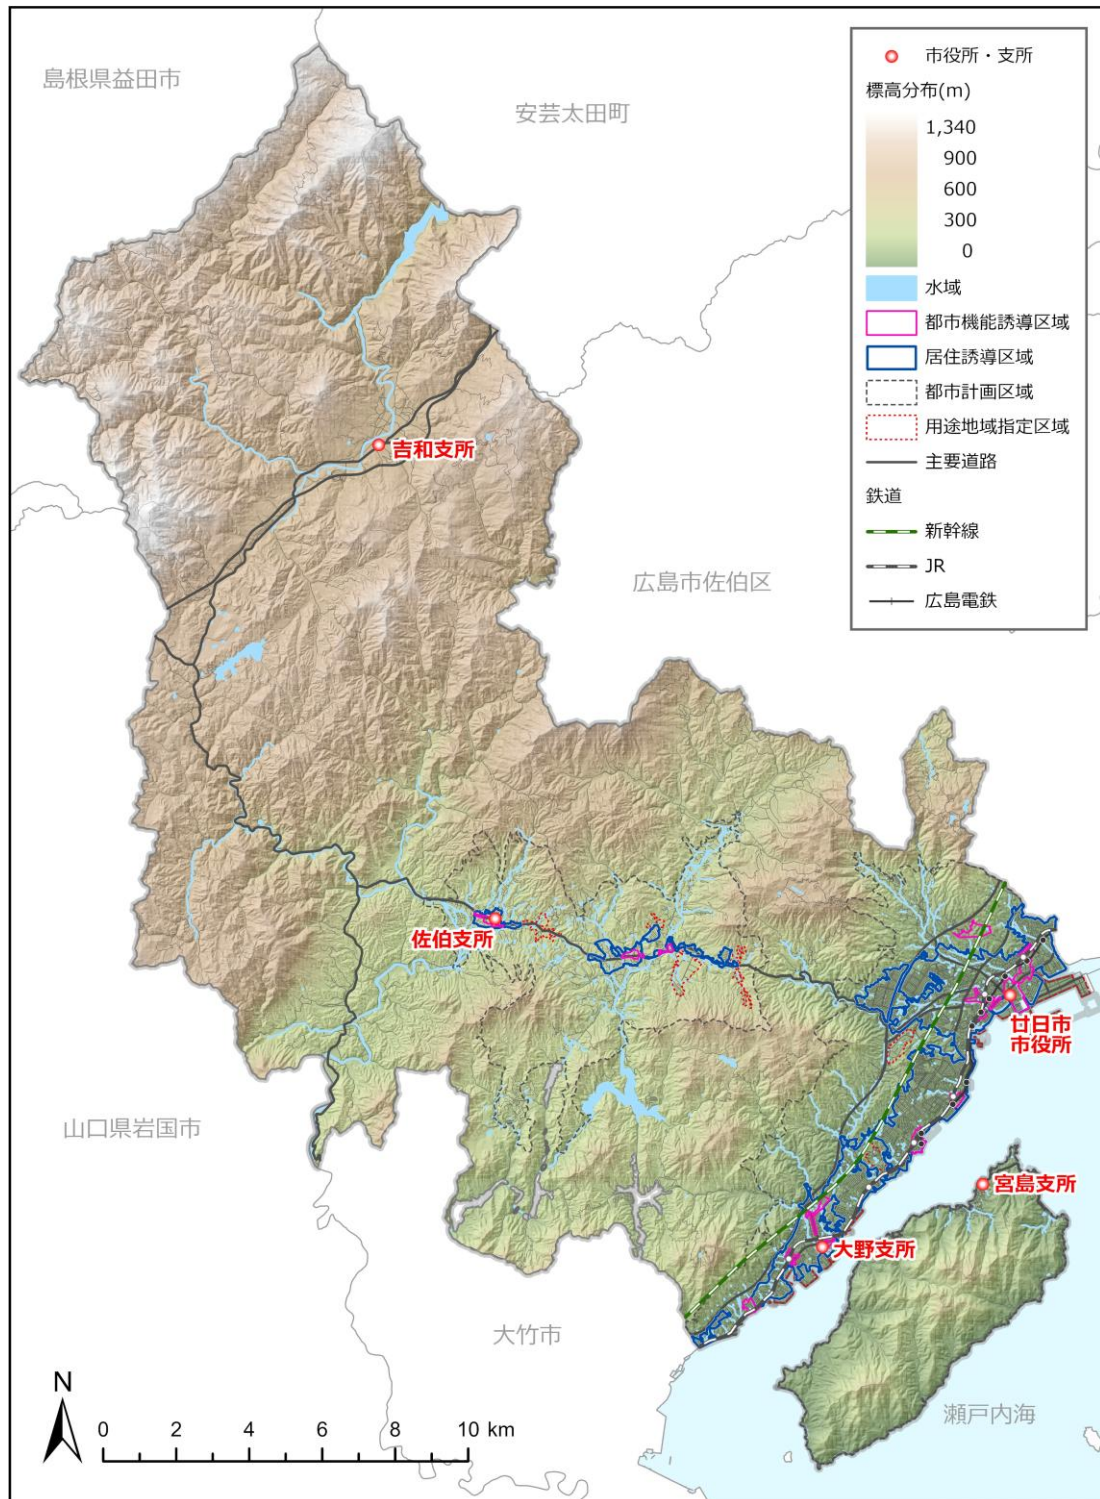 島根県益田市
安芸太田町
市役所・支所
標高分布(m)
1,340
900
600
300
0
水域
都市機能誘導区域
居住誘導区域
都市計画区域
用途地域指定区域
主要道路
鉄道
新幹線
JR
広島電鉄
吉和支所
広島市佐伯区
佐伯支所
廿日市
市役所
山口県岩国市
宮島支所
大野支所
大竹市
瀬戸内海
N
0 2 4 6 8 10 km